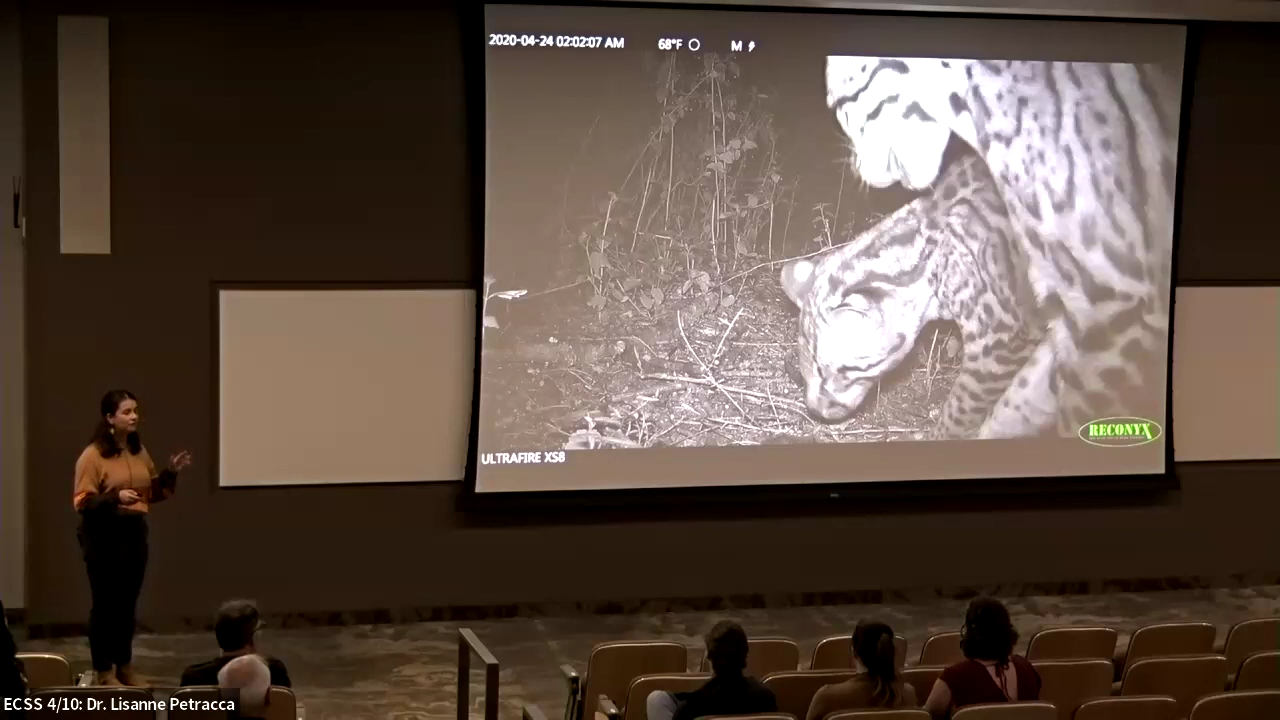 2020-04-24 02:02:07 AM 68°F M
RECONYX
ULTRAFIRE XS8
ECSS 4/10: Dr. Lisanne Petracca